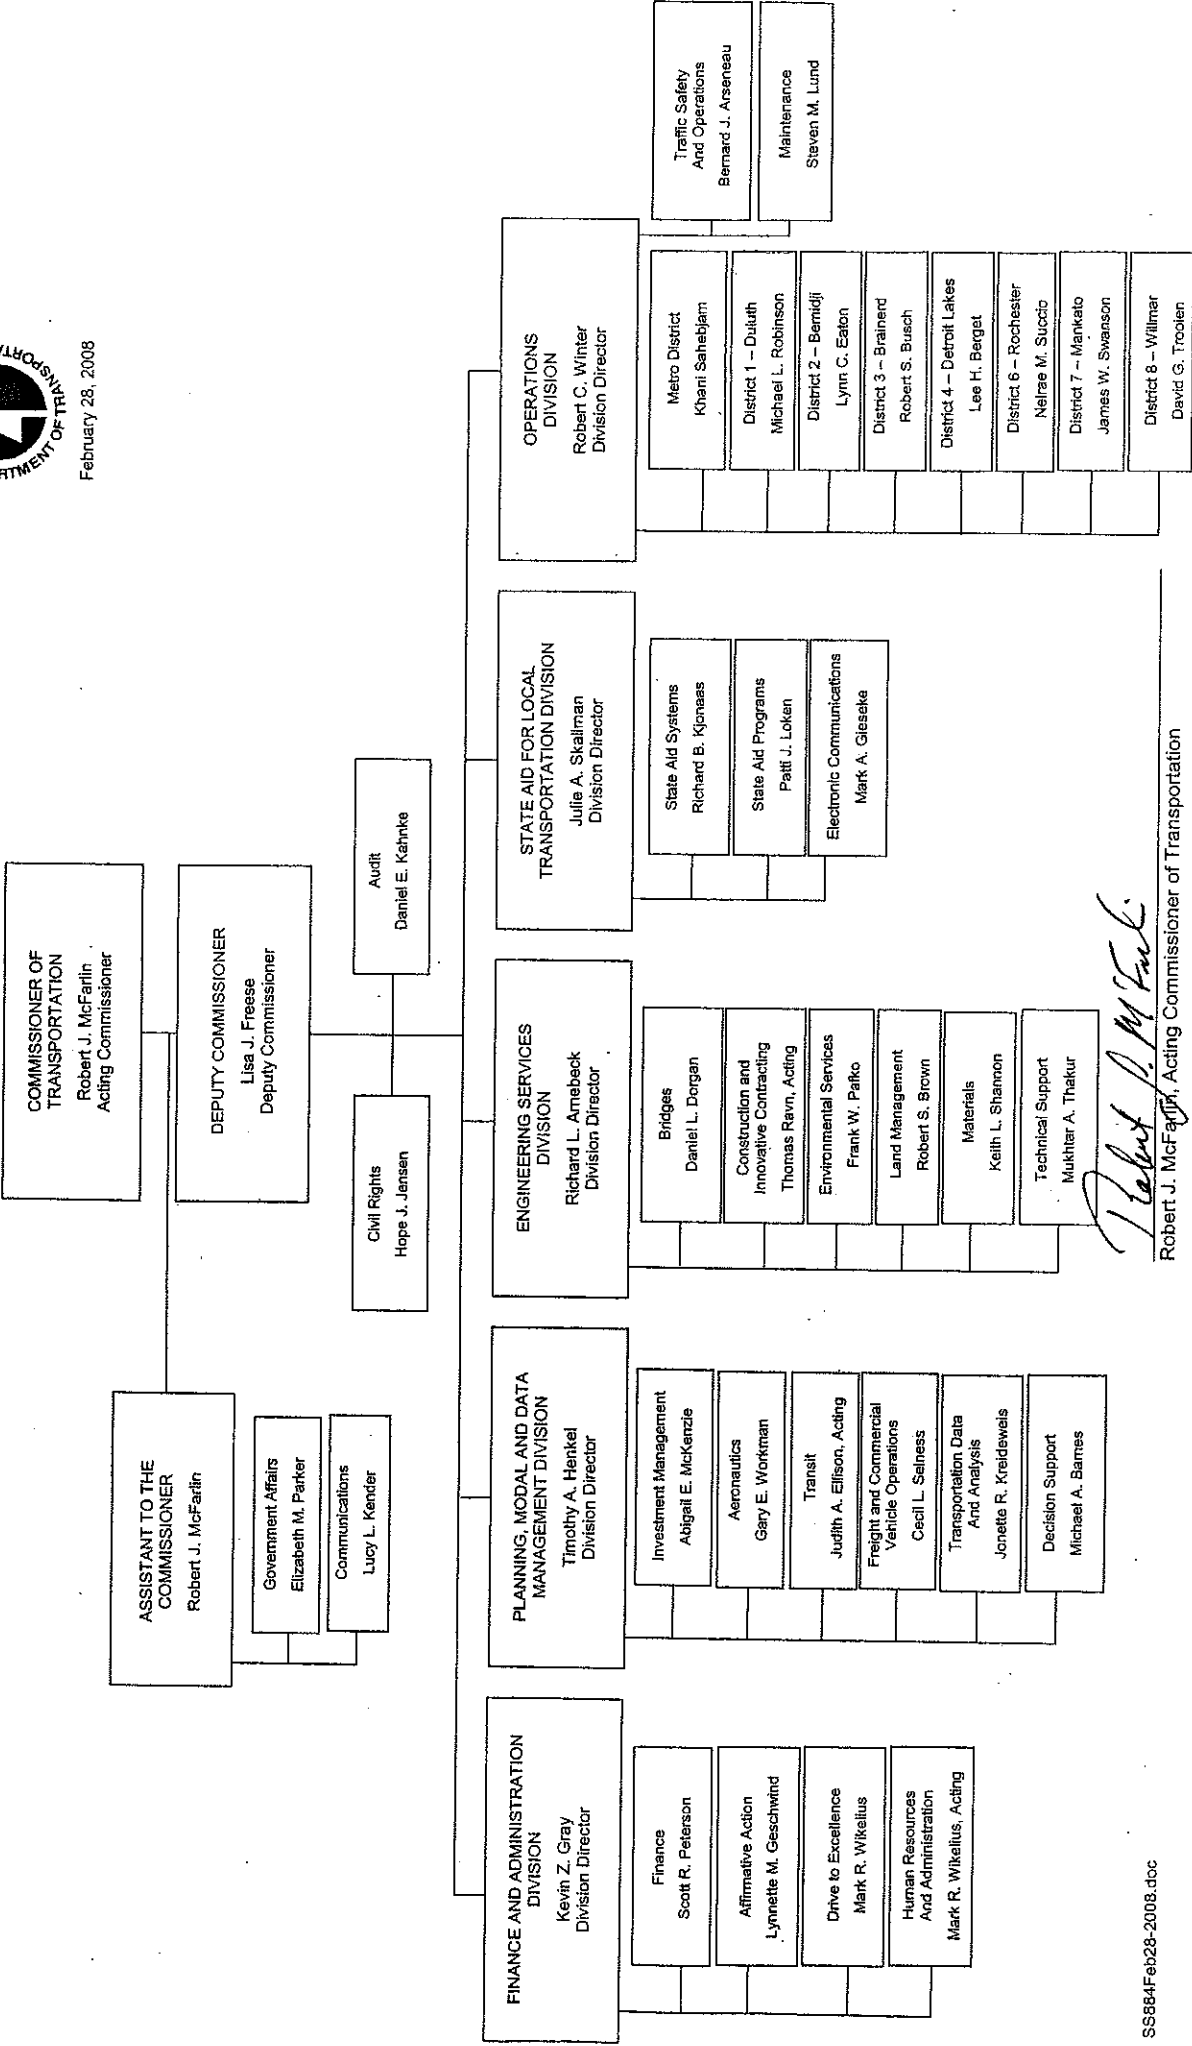 TMENT OF TRANSPORTA
February 28, 2008
COMMISSIONER OF
TRANSPORTATION
Robert J. McFarlin
Acting Commissioner
DEPUTY COMMISSIONER
Lisa J. Freese
Deputy Commissioner
ASSISTANT TO THE
COMMISSIONER
Robert J. McFarlin
Government Affairs
Elizabeth M. Parker
Communications
Lucy L. Kender
Civil Rights
Hope J. Jensen
Audit
Daniel E. Kahnke
FINANCE AND ADMINISTRATION
DIVISION
Kevin Z. Gray
Division Director
Finance
Scott R. Peterson
Affirmative Action
Lynnette M. Geschwind
Drive to Excellence
Mark R. Wikelius
Human Resources
And Administration
Mark R. Wikelius, Acting
PLANNING, MODAL AND DATA
MANAGEMENT DIVISION
Timothy A. Henkel
Division Director
Investment Management
Abigail E. McKenzie
Aeronautics
Gary E. Workman
Transit
Judith A. Ellison, Acting
Freight and Commercial
Vehicle Operations
Cecil L. Selness
Transportation Data
And Analysis
Jonette R. Kreideweis
Decision Support
Michael A. Barnes
ENGINEERING SERVICES
DIVISION
Richard L. Arnebeck
Division Director
Bridges
Daniel L. Dorgan
Construction and
Innovative Contracting
Thomas Ravn, Acting
Environmental Services
Frank W. Pafko
Land Management
Robert S. Brown
Materials
Keith L. Shannon
Technical Support
Mukhtar A. Thakur
STATE AID FOR LOCAL
TRANSPORTATION DIVISION
Julie A. Skallman
Division Director
State Aid Systems
Richard B. Kjonaas
State Aid Programs
Patti J. Loken
Electronic Communications
Mark A. Gieseke
OPERATIONS
DIVISION
Robert C. Winter
Division Director
Metro District
Khani Sahebjam
District 1 – Duluth
Michael L. Robinson
District 2 – Bemidji
Lynn C. Eaton
District 3 – Brainerd
Robert S. Busch
District 4 – Detroit Lakes
Lee H. Berget
District 6 – Rochester
Nelrae M. Succio
District 7 – Mankato
James W. Swanson
District 8 – Willmar
David G. Trooien
Traffic Safety
And Operations
Bernard J. Arseneau
Maintenance
Steven M. Lund
Robert J. McFarlin
Robert J. McFarlin, Acting Commissioner of Transportation
SS884Feb28-2008.doc